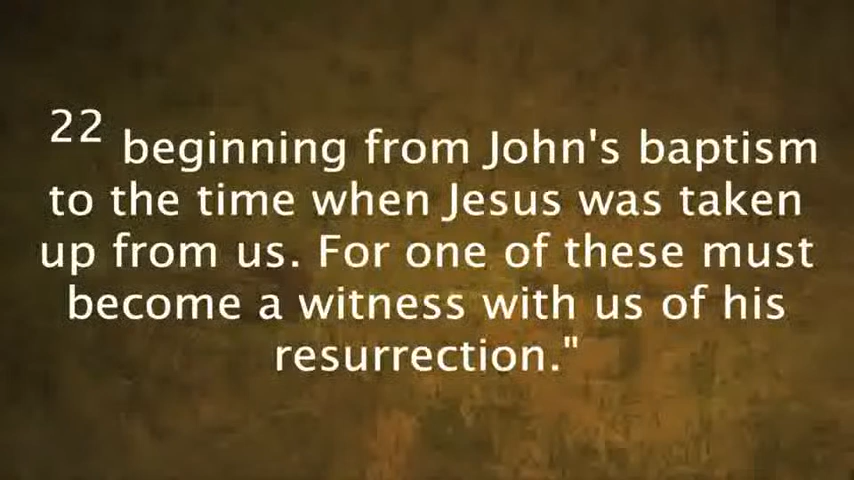 22 beginning from John's baptism
to the time when Jesus was taken
up from us. For one of these must
become a witness with us of his
resurrection."